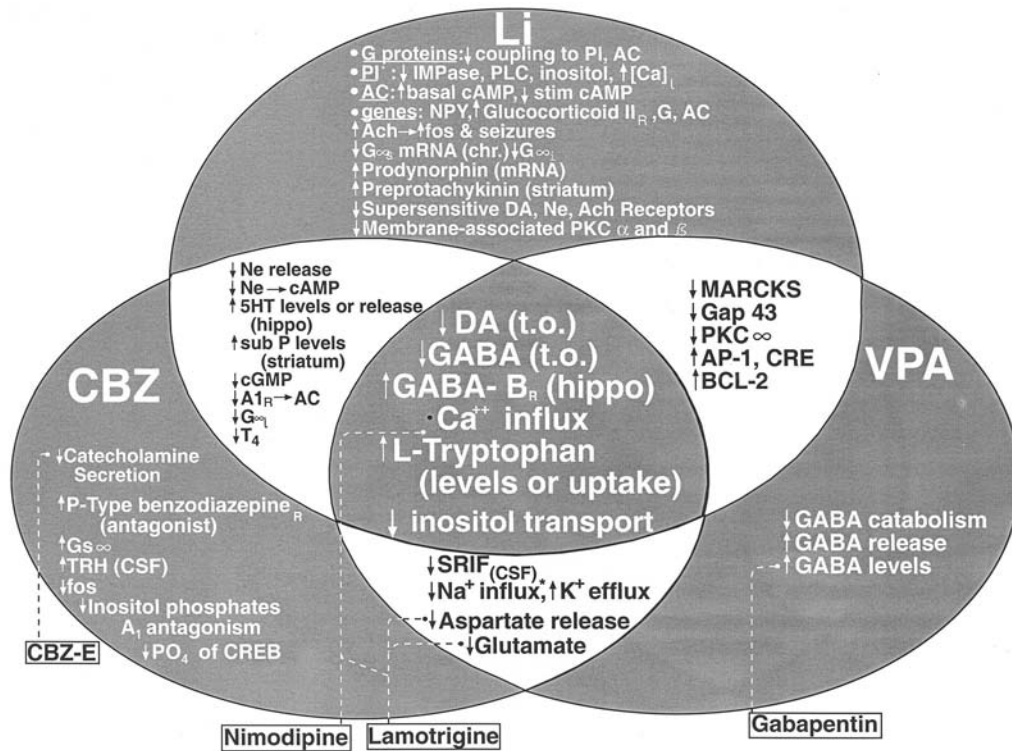 Li
• G proteins:↓coupling to PI, AC
• PI˙:↓ IMPase, PLC, inositol,↑[Ca]ᵢ
• AC:↑basal cAMP,↓ stim cAMP
• genes: NPY,↑Glucocorticoid II_R ,G, AC
↑Ach→↑fos & seizures
↓G∞s mRNA (chr.)↓G∞i
↑Prodynorphin (mRNA)
↑Preprotachykinin (striatum)
↓Supersensitive DA, Ne, Ach Receptors
↓Membrane-associated PKC α and β
↓Ne release
↓Ne→cAMP
↑5HT levels or release
(hippo)
↑sub P levels
(striatum)
↓cGMP
↓A1_R→AC
↓G∞i
↓T₄
↓MARCKS
↓Gap 43
↓PKC∞
↑AP-1, CRE
↑BCL-2
↓DA (t.o.)
↓GABA (t.o.)
↑GABA- B_R (hippo)
•Ca⁺⁺ influx
↑L-Tryptophan
(levels or uptake)
↓ inositol transport
CBZ
↓Catecholamine
Secretion
↑P-Type benzodiazepine_R
(antagonist)
↑Gs∞
↑TRH (CSF)
↓fos
↓Inositol phosphates
A₁ antagonism
↓PO₄ of CREB
VPA
↓GABA catabolism
↑GABA release
↑GABA levels
↓SRIF(CSF)
↓Na⁺ influx,*↑K⁺ efflux
↓Aspartate release
↓Glutamate
CBZ-E
Nimodipine
Lamotrigine
Gabapentin